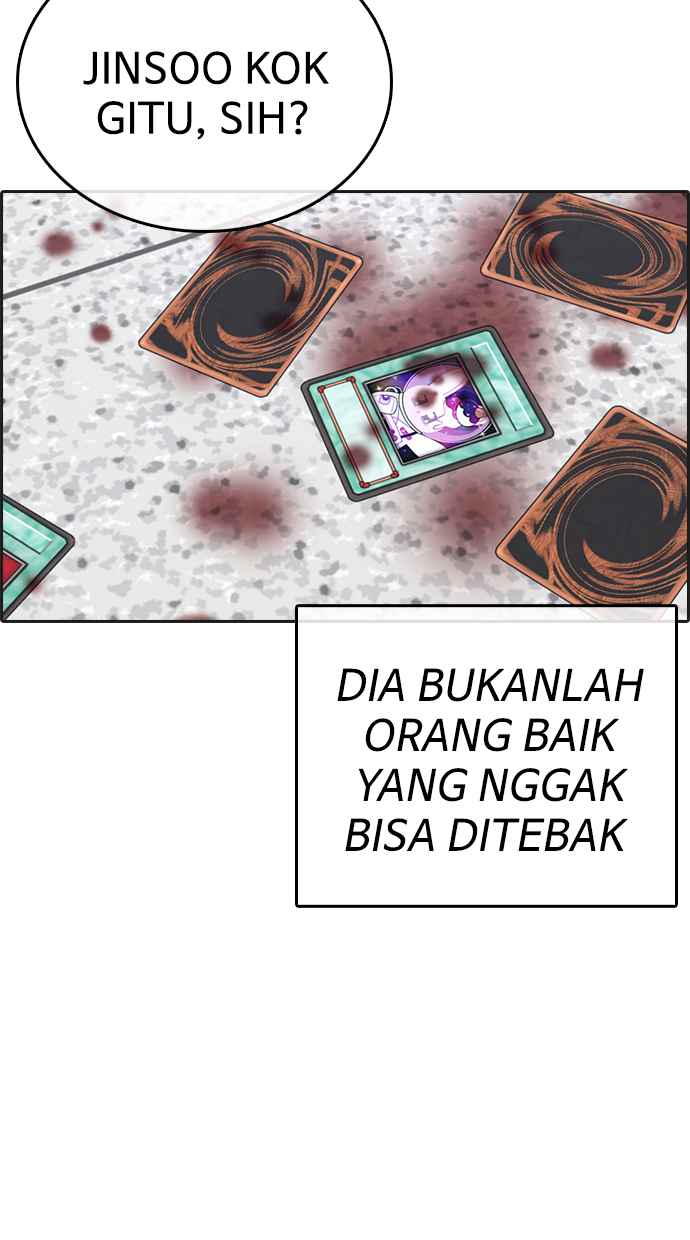 JINSOO KOK
GITU, SIH?
DIA BUKANLAH
ORANG BAIK
YANG NGGAK
BISA DITEBAK